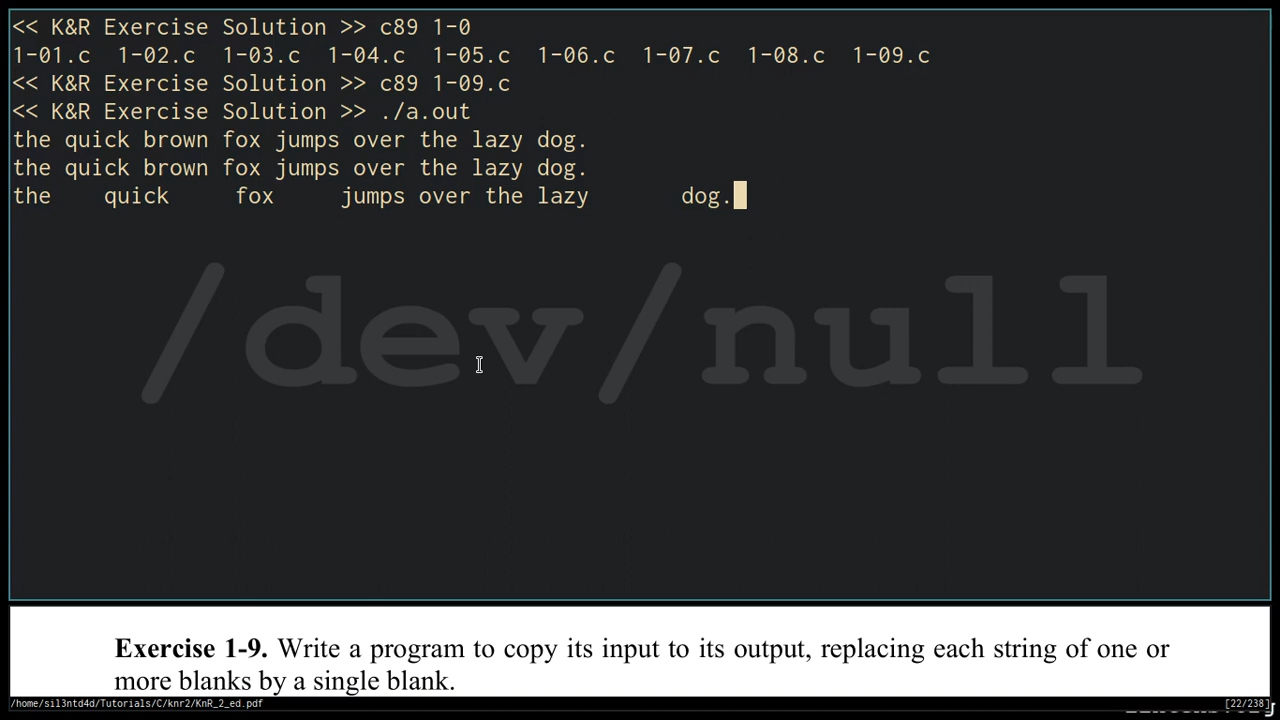 << K&R Exercise Solution >> c89 1-0
1-01.c  1-02.c  1-03.c  1-04.c  1-05.c  1-06.c  1-07.c  1-08.c  1-09.c
<< K&R Exercise Solution >> c89 1-09.c
<< K&R Exercise Solution >> ./a.out
the quick brown fox jumps over the lazy dog.
the quick brown fox jumps over the lazy dog.
the    quick     fox     jumps over the lazy       dog.
/dev/null
Exercise 1-9. Write a program to copy its input to its output, replacing each string of one or
more blanks by a single blank.
/home/sil3ntd4d/Tutorials/C/knr2/KnR_2_ed.pdf [22/238]